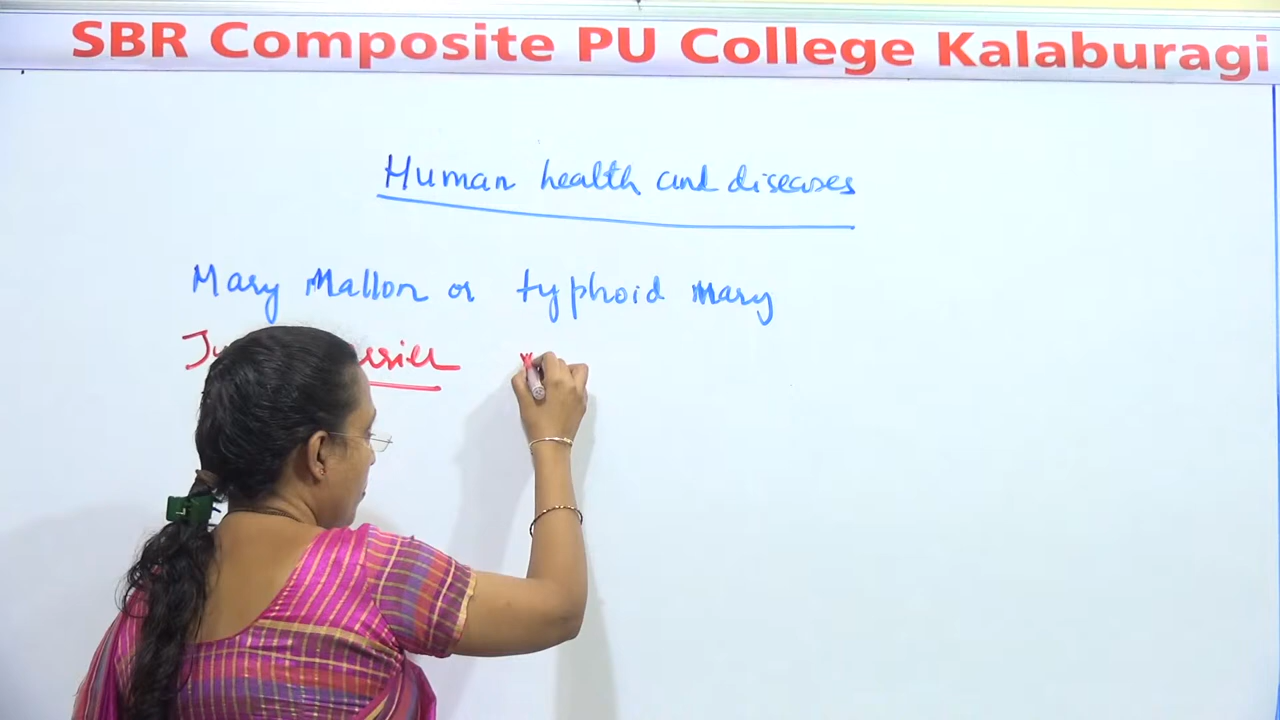 SBR Composite PU College Kalaburagi
Human health and diseases
Mary Mallon or typhoid Mary